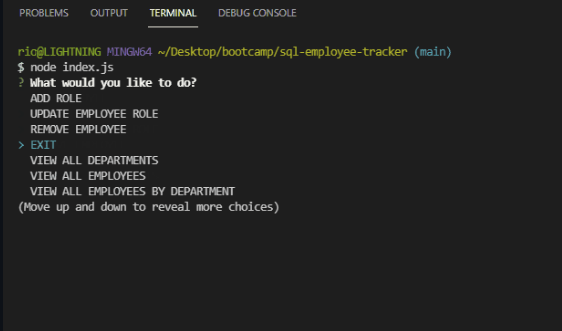 PROBLEMS OUTPUT TERMINAL DEBUG CONSOLE
ric@LIGHTNING MINGW64 ~/Desktop/bootcamp/sql-employee-tracker (main)
$ node index.js
? What would you like to do?
ADD ROLE
UPDATE EMPLOYEE ROLE
REMOVE EMPLOYEE
> EXIT
VIEW ALL DEPARTMENTS
VIEW ALL EMPLOYEES
VIEW ALL EMPLOYEES BY DEPARTMENT
(Move up and down to reveal more choices)